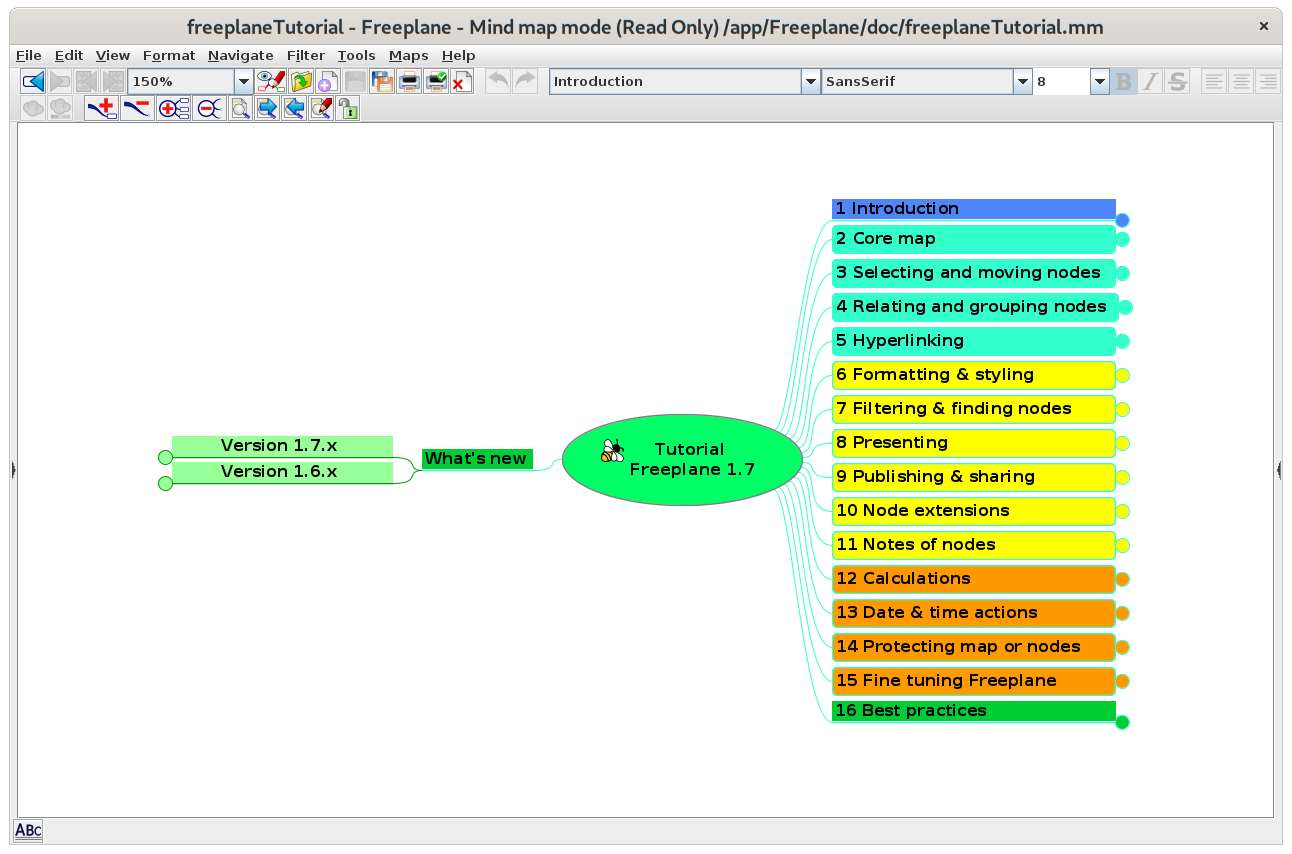 freeplaneTutorial - Freeplane - Mind map mode (Read Only) /app/Freeplane/doc/freeplaneTutorial.mm
File Edit View Format Navigate Filter Tools Maps Help
150% Introduction SansSerif 8 B I S
1 Introduction
2 Core map
3 Selecting and moving nodes
4 Relating and grouping nodes
5 Hyperlinking
6 Formatting & styling
7 Filtering & finding nodes
8 Presenting
9 Publishing & sharing
10 Node extensions
11 Notes of nodes
12 Calculations
13 Date & time actions
14 Protecting map or nodes
15 Fine tuning Freeplane
16 Best practices
Tutorial
Freeplane 1.7
What's new
Version 1.7.x
Version 1.6.x
ABC